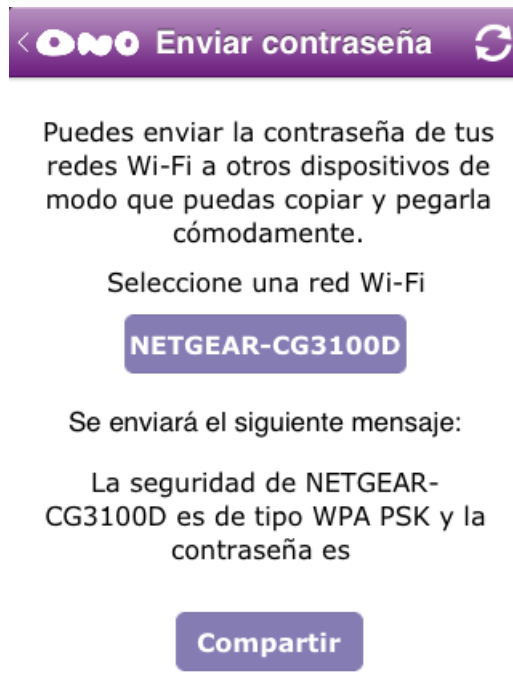 ONO Enviar contraseña
Puedes enviar la contraseña de tus
redes Wi-Fi a otros dispositivos de
modo que puedas copiar y pegarla
cómodamente.
Seleccione una red Wi-Fi
NETGEAR-CG3100D
Se enviará el siguiente mensaje:
La seguridad de NETGEAR-
CG3100D es de tipo WPA PSK y la
contraseña es
Compartir